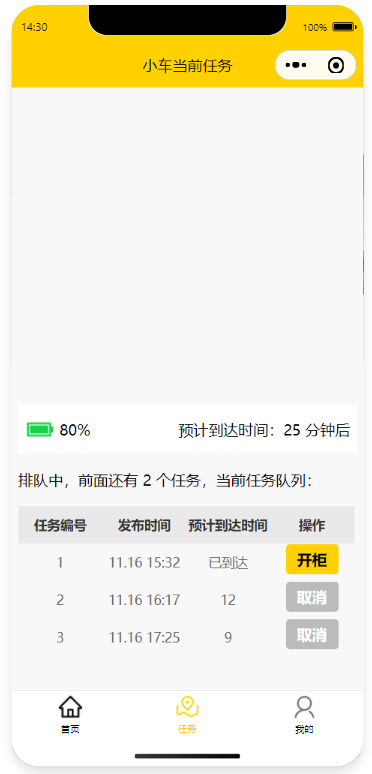 14:30 100%
小车当前任务
80% 预计到达时间：25 分钟后
排队中，前面还有 2 个任务，当前任务队列：
任务编号 发布时间 预计到达时间 操作
1 11.16 15:32 已到达 开柜
2 11.16 16:17 12 取消
3 11.16 17:25 9 取消
首页 任务 我的